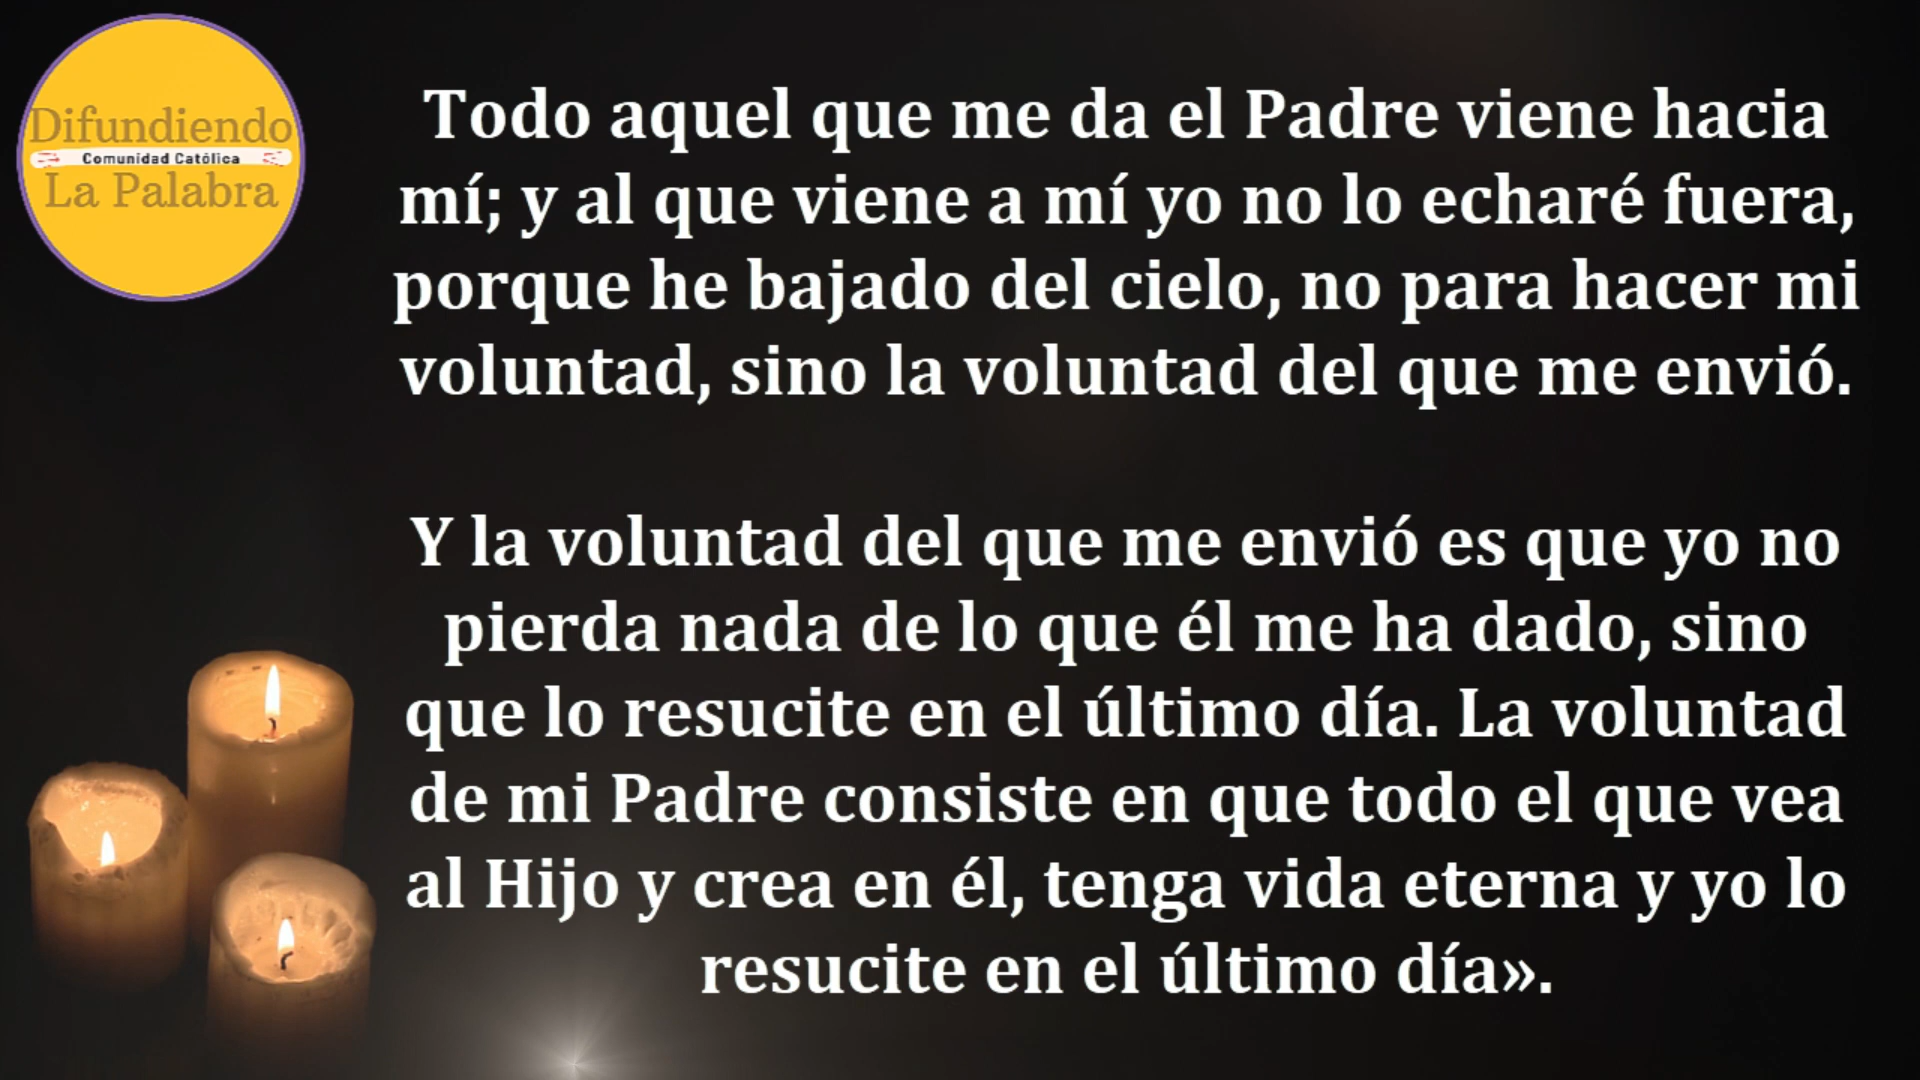 Difundiendo
Comunidad Católica
La Palabra
Todo aquel que me da el Padre viene hacia
mí; y al que viene a mí yo no lo echaré fuera,
porque he bajado del cielo, no para hacer mi
voluntad, sino la voluntad del que me envió.
Y la voluntad del que me envió es que yo no
pierda nada de lo que él me ha dado, sino
que lo resucite en el último día. La voluntad
de mi Padre consiste en que todo el que vea
al Hijo y crea en él, tenga vida eterna y yo lo
resucite en el último día».